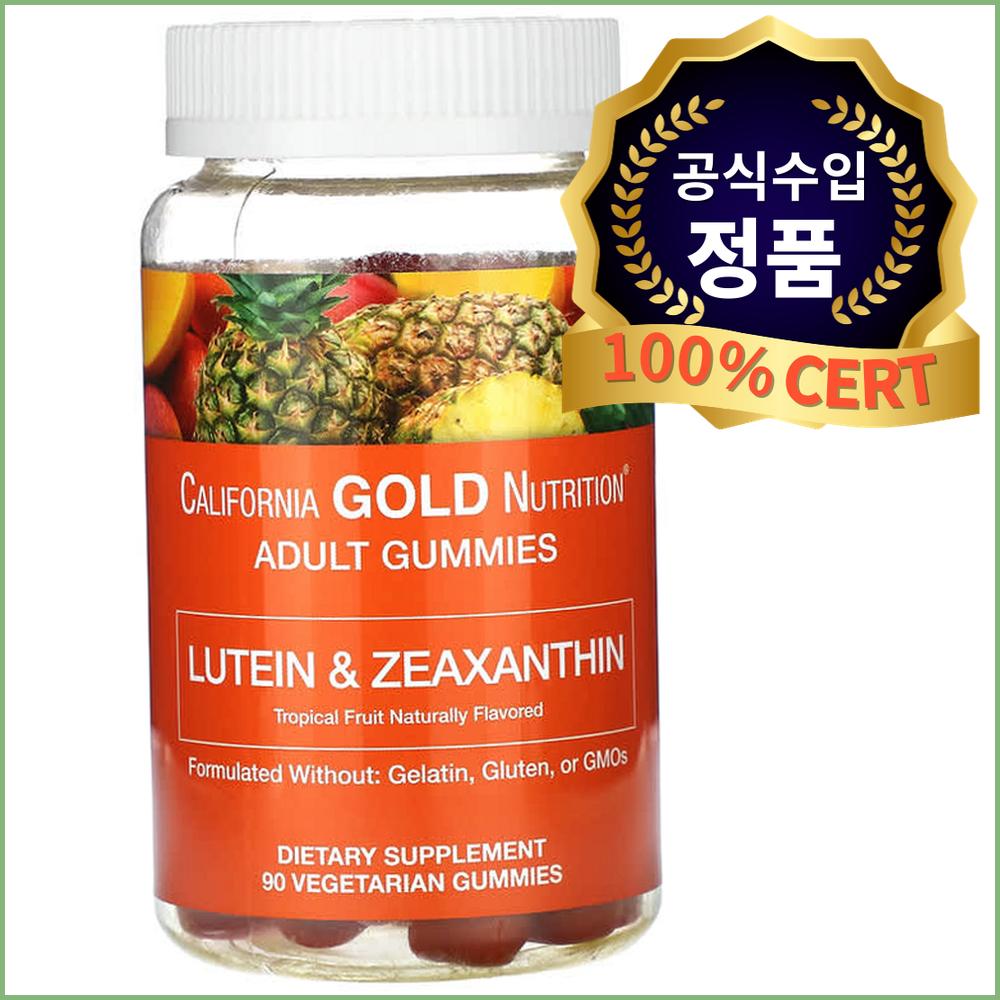 공식수입
정품
100% CERT
CALIFORNIA GOLD NUTRITION®
ADULT GUMMIES
LUTEIN & ZEAXANTHIN
Tropical Fruit Naturally Flavored
Formulated Without: Gelatin, Gluten, or GMOs
DIETARY SUPPLEMENT
90 VEGETARIAN GUMMIES